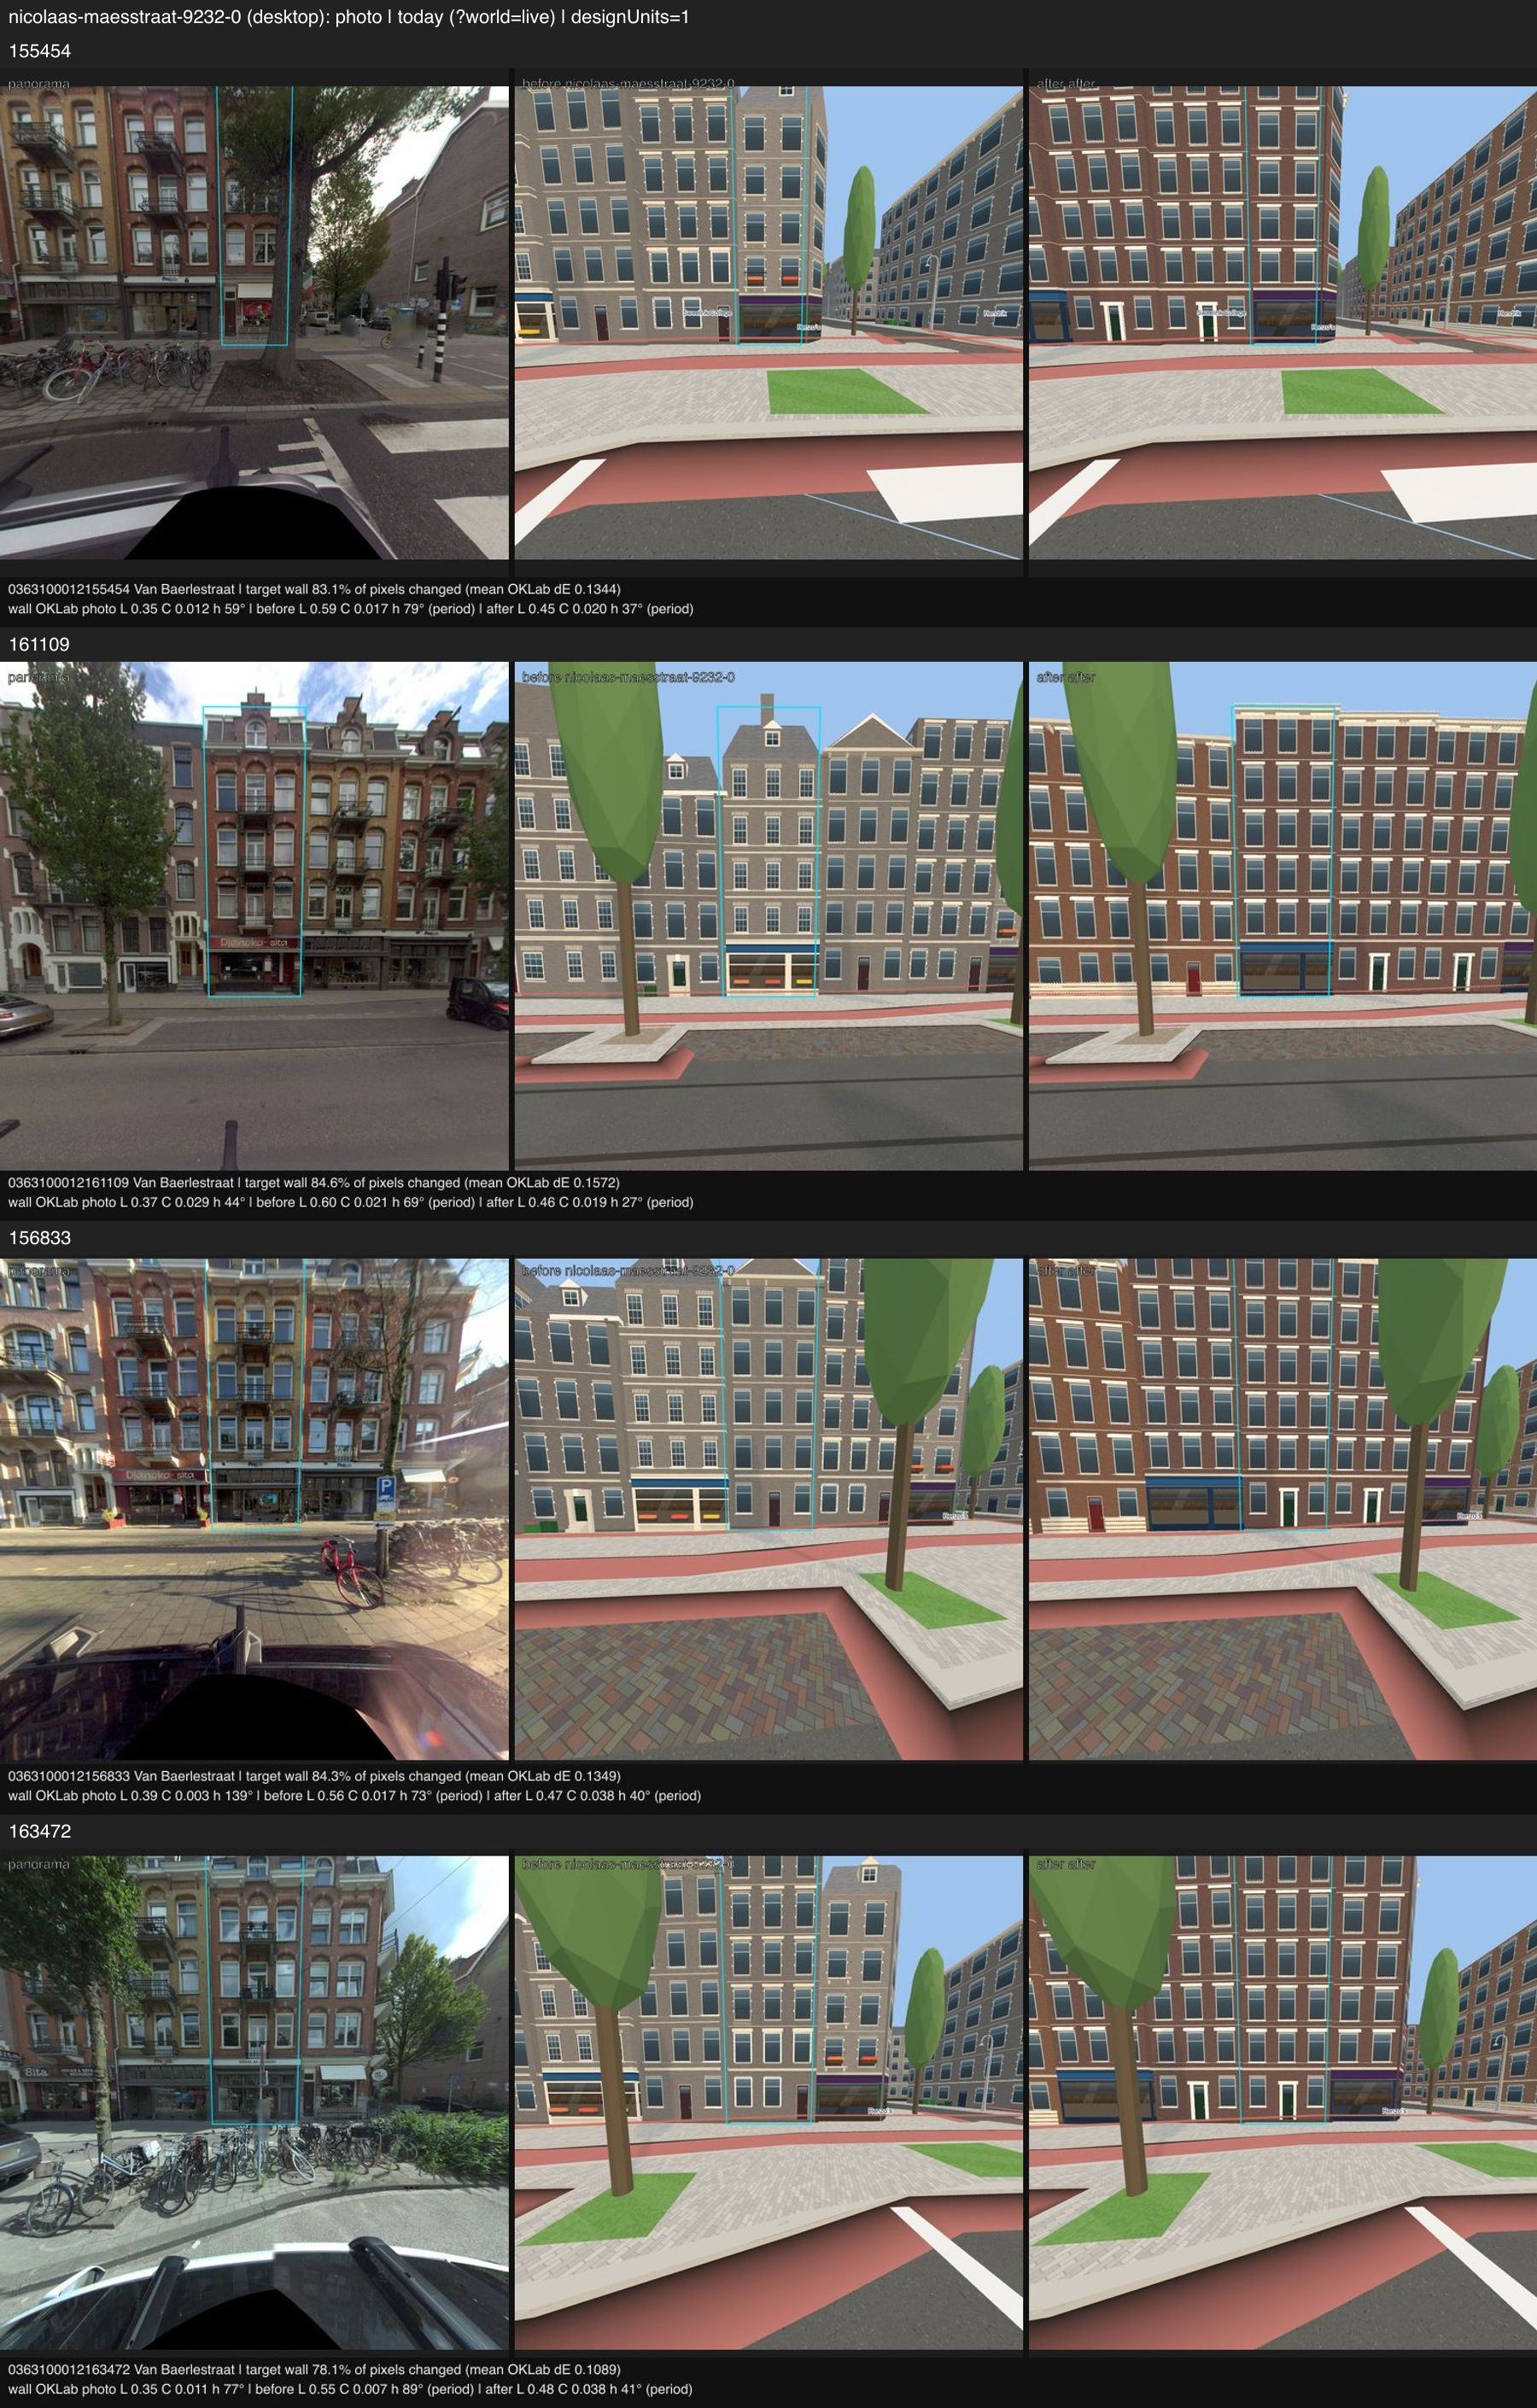 nicolaas-maesstraat-9232-0 (desktop): photo | today (?world=live) | designUnits=1
155454
panorama
before nicolaas-maesstraat-9232-0
after after
Renzo's
Renzo's
0363100012155454 Van Baerlestraat | target wall 83.1% of pixels changed (mean OKLab dE 0.1344)
wall OKLab photo L 0.35 C 0.012 h 59° | before L 0.59 C 0.017 h 79° (period) | after L 0.45 C 0.020 h 37° (period)
161109
panorama
before nicolaas-maesstraat-9232-0
after after
Djasnoko-sita
0363100012161109 Van Baerlestraat | target wall 84.6% of pixels changed (mean OKLab dE 0.1572)
wall OKLab photo L 0.37 C 0.029 h 44° | before L 0.60 C 0.021 h 69° (period) | after L 0.46 C 0.019 h 27° (period)
156833
panorama
before nicolaas-maesstraat-9232-0
after after
P
Renzo's
Renzo's
0363100012156833 Van Baerlestraat | target wall 84.3% of pixels changed (mean OKLab dE 0.1349)
wall OKLab photo L 0.39 C 0.003 h 139° | before L 0.56 C 0.017 h 73° (period) | after L 0.47 C 0.038 h 40° (period)
163472
panorama
before nicolaas-maesstraat-9232-0
after after
Renzo's
Renzo's
0363100012163472 Van Baerlestraat | target wall 78.1% of pixels changed (mean OKLab dE 0.1089)
wall OKLab photo L 0.35 C 0.011 h 77° | before L 0.55 C 0.007 h 89° (period) | after L 0.48 C 0.038 h 41° (period)